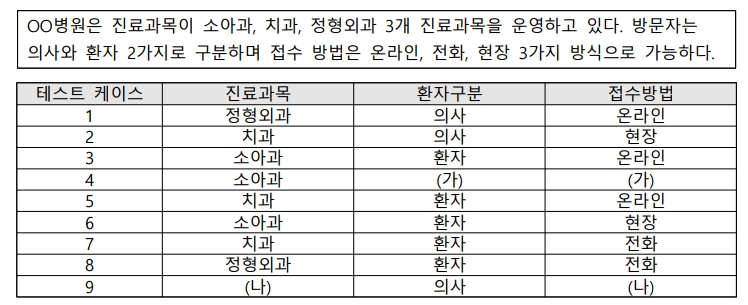 OO병원은 진료과목이 소아과, 치과, 정형외과 3개 진료과목을 운영하고 있다. 방문자는
의사와 환자 2가지로 구분하며 접수 방법은 온라인, 전화, 현장 3가지 방식으로 가능하다.
테스트 케이스 진료과목 환자구분 접수방법
1 정형외과 의사 온라인
2 치과 의사 현장
3 소아과 환자 온라인
4 소아과 (가) (가)
5 치과 환자 온라인
6 소아과 환자 현장
7 치과 환자 전화
8 정형외과 환자 전화
9 (나) 의사 (나)